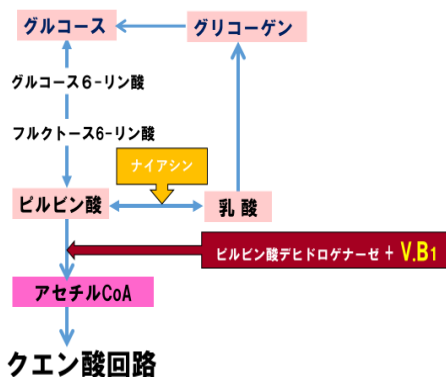 グルコース
グリコーゲン
グルコース6-リン酸
フルクトース6-リン酸
ナイアシン
ピルビン酸
乳 酸
ピルビン酸デヒドロゲナーゼ + V.B1
アセチルCoA
クエン酸回路